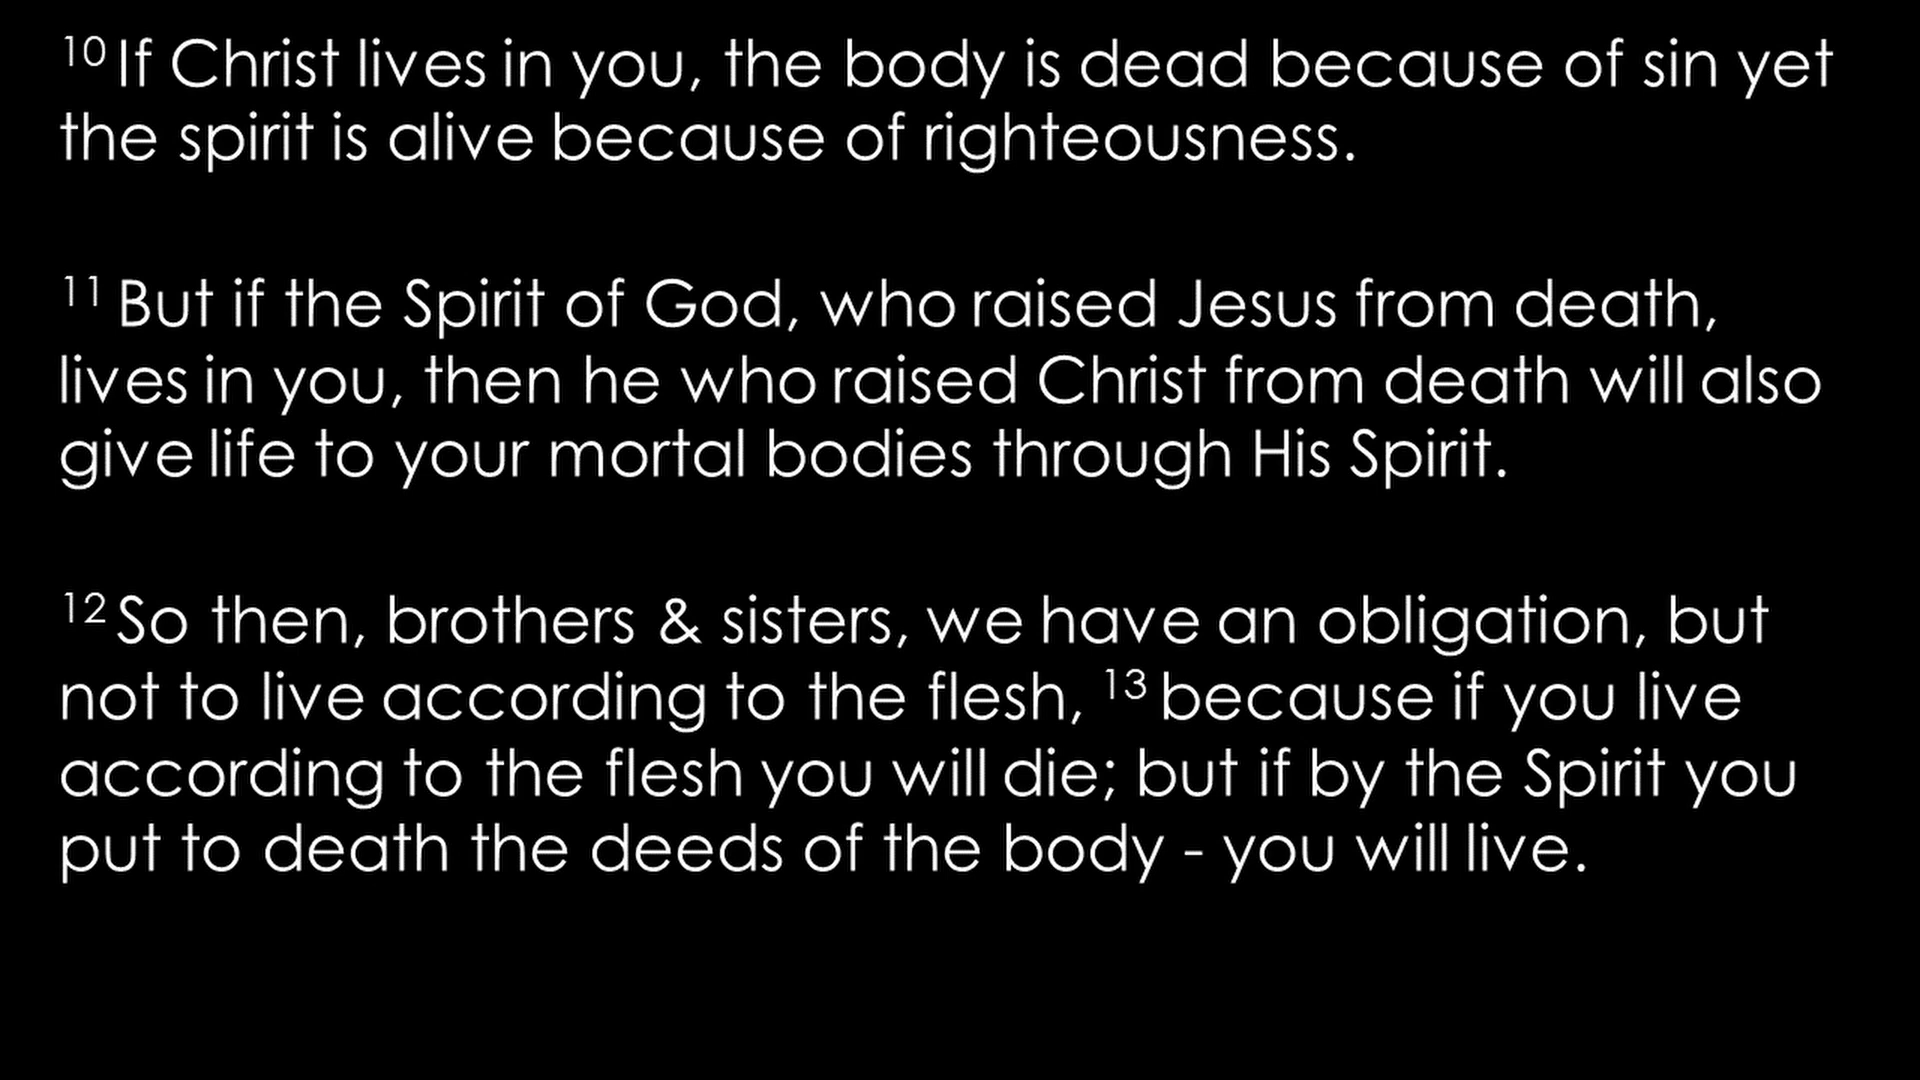 10 If Christ lives in you, the body is dead because of sin yet
the spirit is alive because of righteousness.
11 But if the Spirit of God, who raised Jesus from death,
lives in you, then he who raised Christ from death will also
give life to your mortal bodies through His Spirit.
12 So then, brothers & sisters, we have an obligation, but
not to live according to the flesh, 13 because if you live
according to the flesh you will die; but if by the Spirit you
put to death the deeds of the body - you will live.